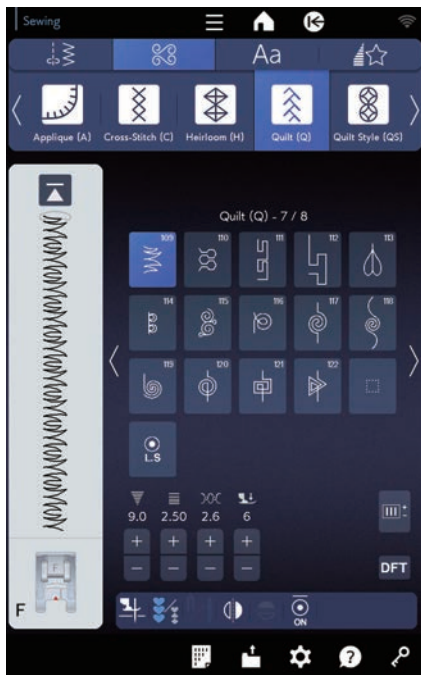 Sewing
Aa
Applique (A) Cross-Stitch (C) Heirloom (H) Quilt (Q) Quilt Style (QS)
Quilt (Q) - 7 / 8
109 110 111 112 113
114 115 116 117 118
119 120 121 122
L.S
9.0 2.50 2.6 6
+ + + +
− − − −
DFT
F
ON
?